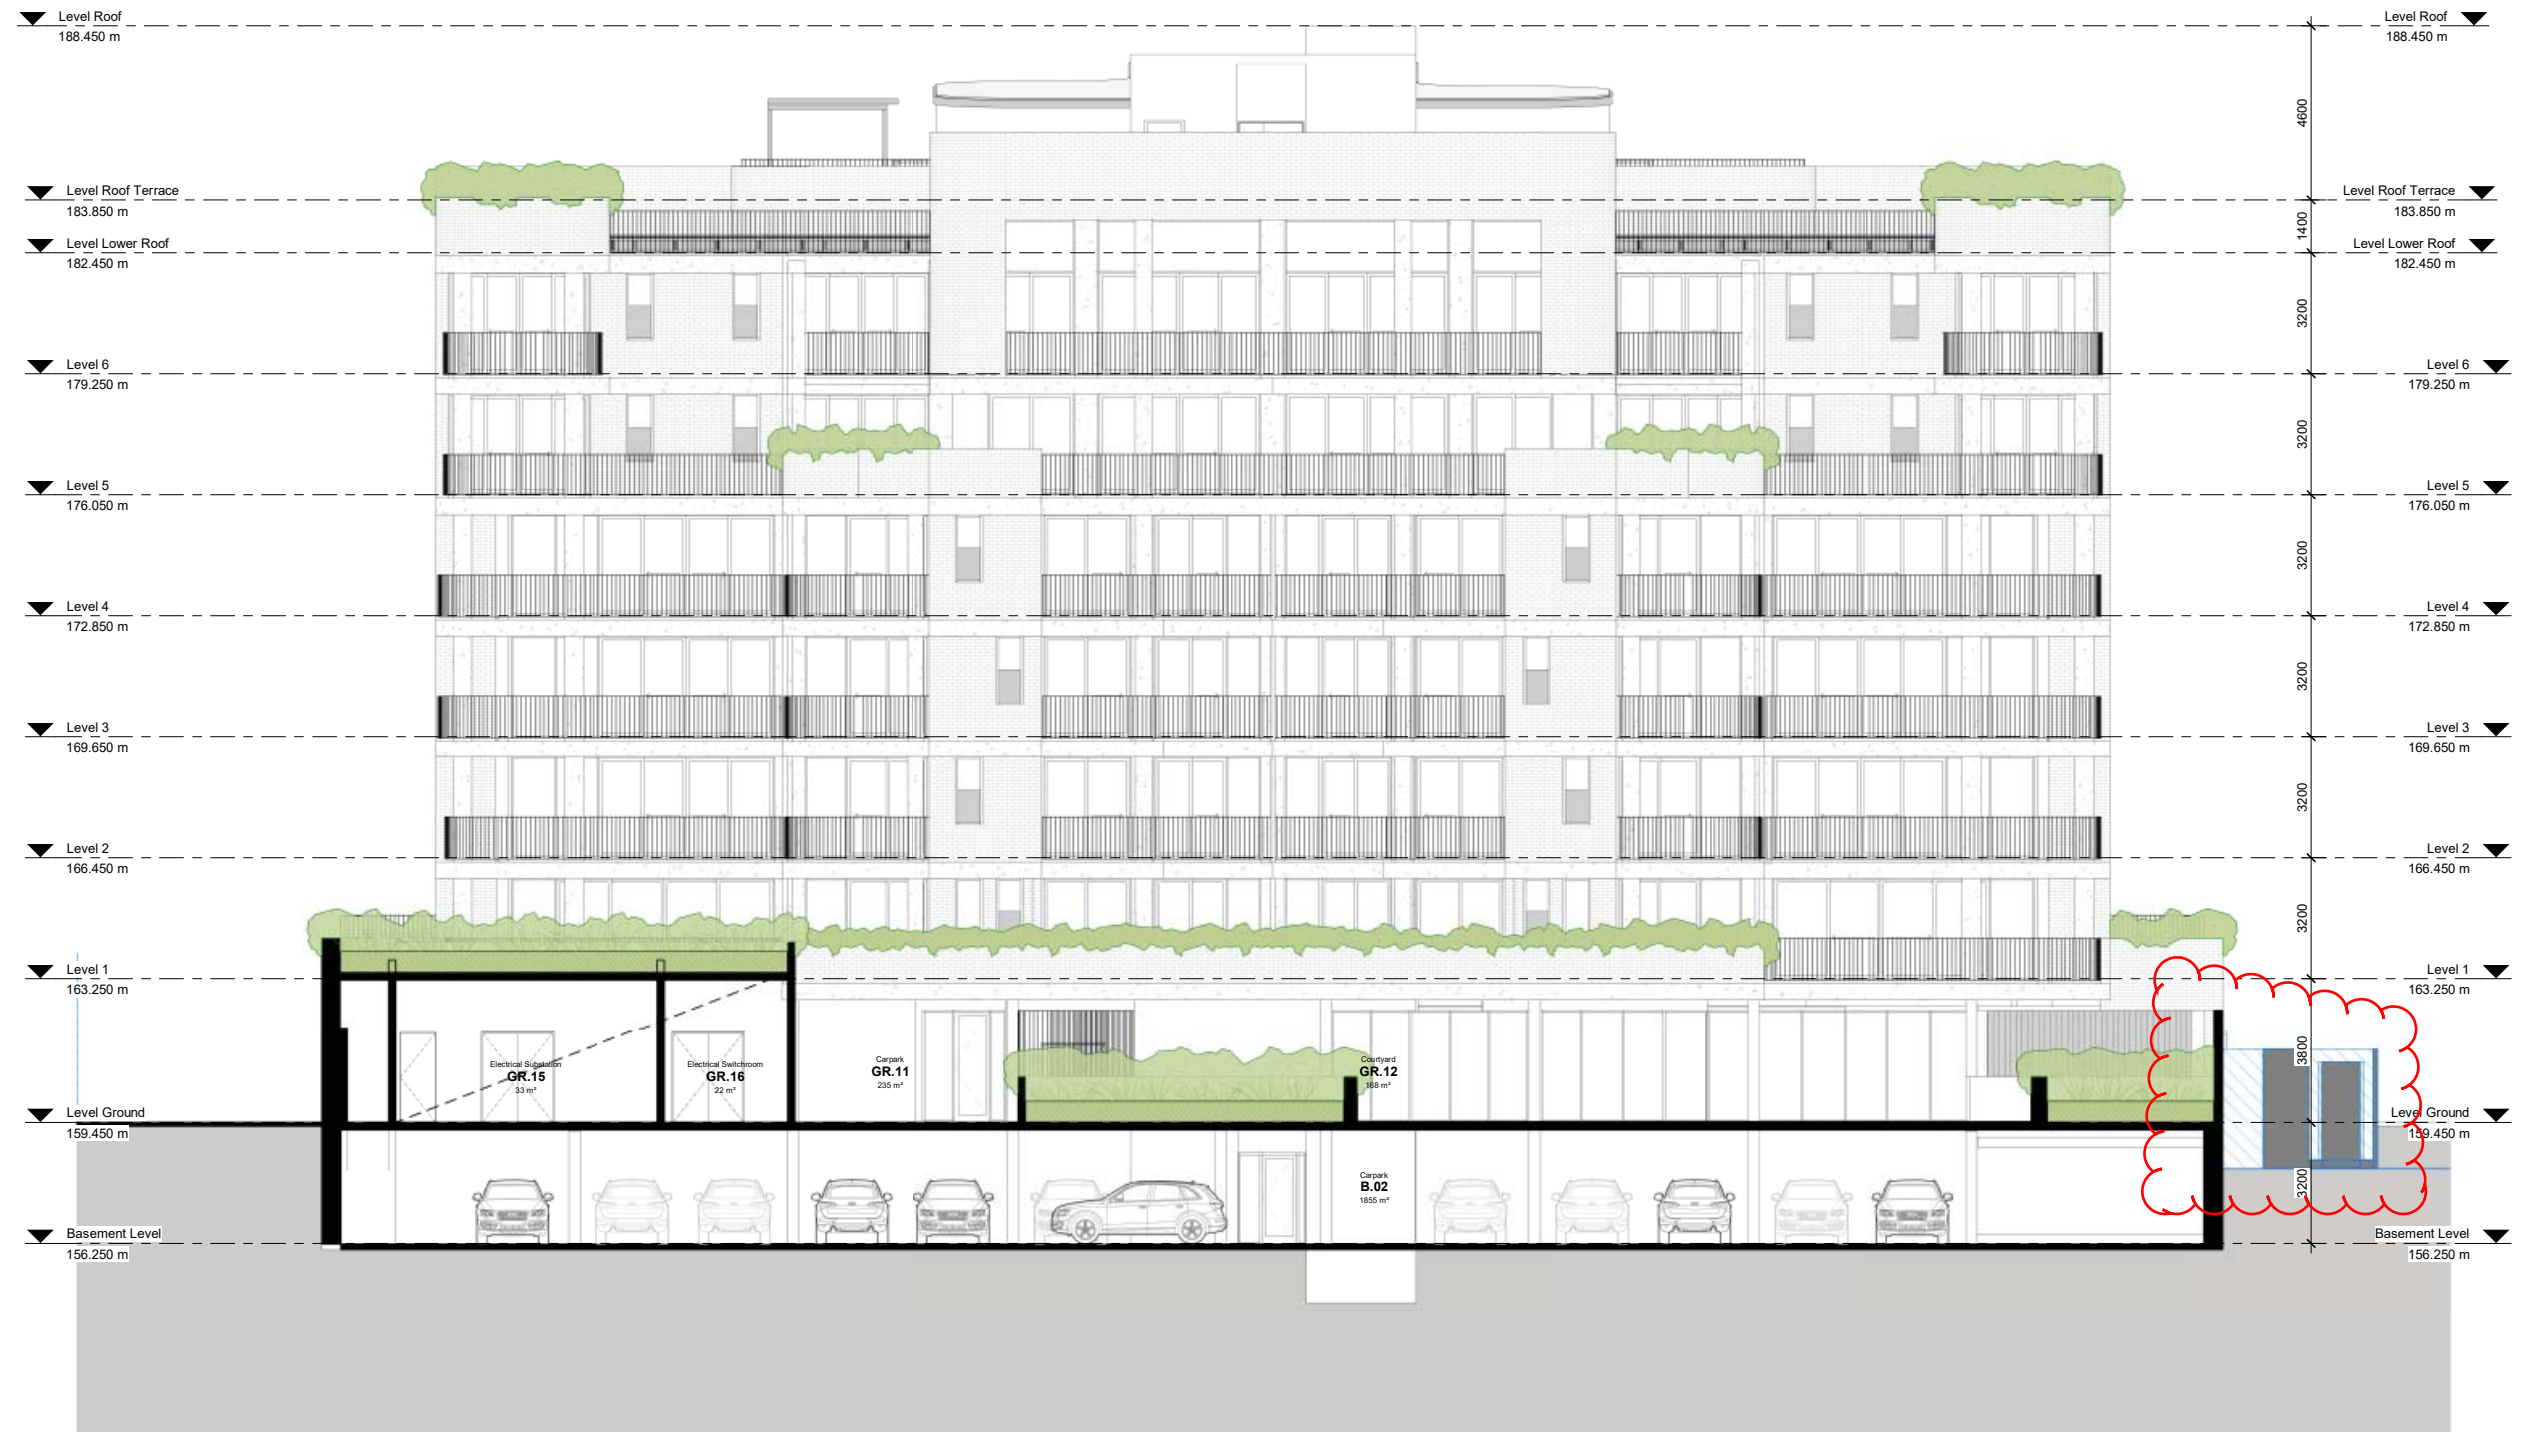 Level Roof
188.450 m
Level Roof
188.450 m
4600
Level Roof Terrace
183.850 m
Level Roof Terrace
183.850 m
1400
Level Lower Roof
182.450 m
Level Lower Roof
182.450 m
3200
Level 6
179.250 m
Level 6
179.250 m
3200
Level 5
176.050 m
Level 5
176.050 m
3200
Level 4
172.850 m
Level 4
172.850 m
3200
Level 3
169.650 m
Level 3
169.650 m
3200
Level 2
166.450 m
Level 2
166.450 m
3200
Level 1
163.250 m
Level 1
163.250 m
3800
Electrical Substation
GR.15
33 m²
Electrical Switchroom
GR.16
22 m²
Carpark
GR.11
235 m²
Courtyard
GR.12
168 m²
Level Ground
159.450 m
Level Ground
159.450 m
3200
Carpark
B.02
1855 m²
Basement Level
156.250 m
Basement Level
156.250 m